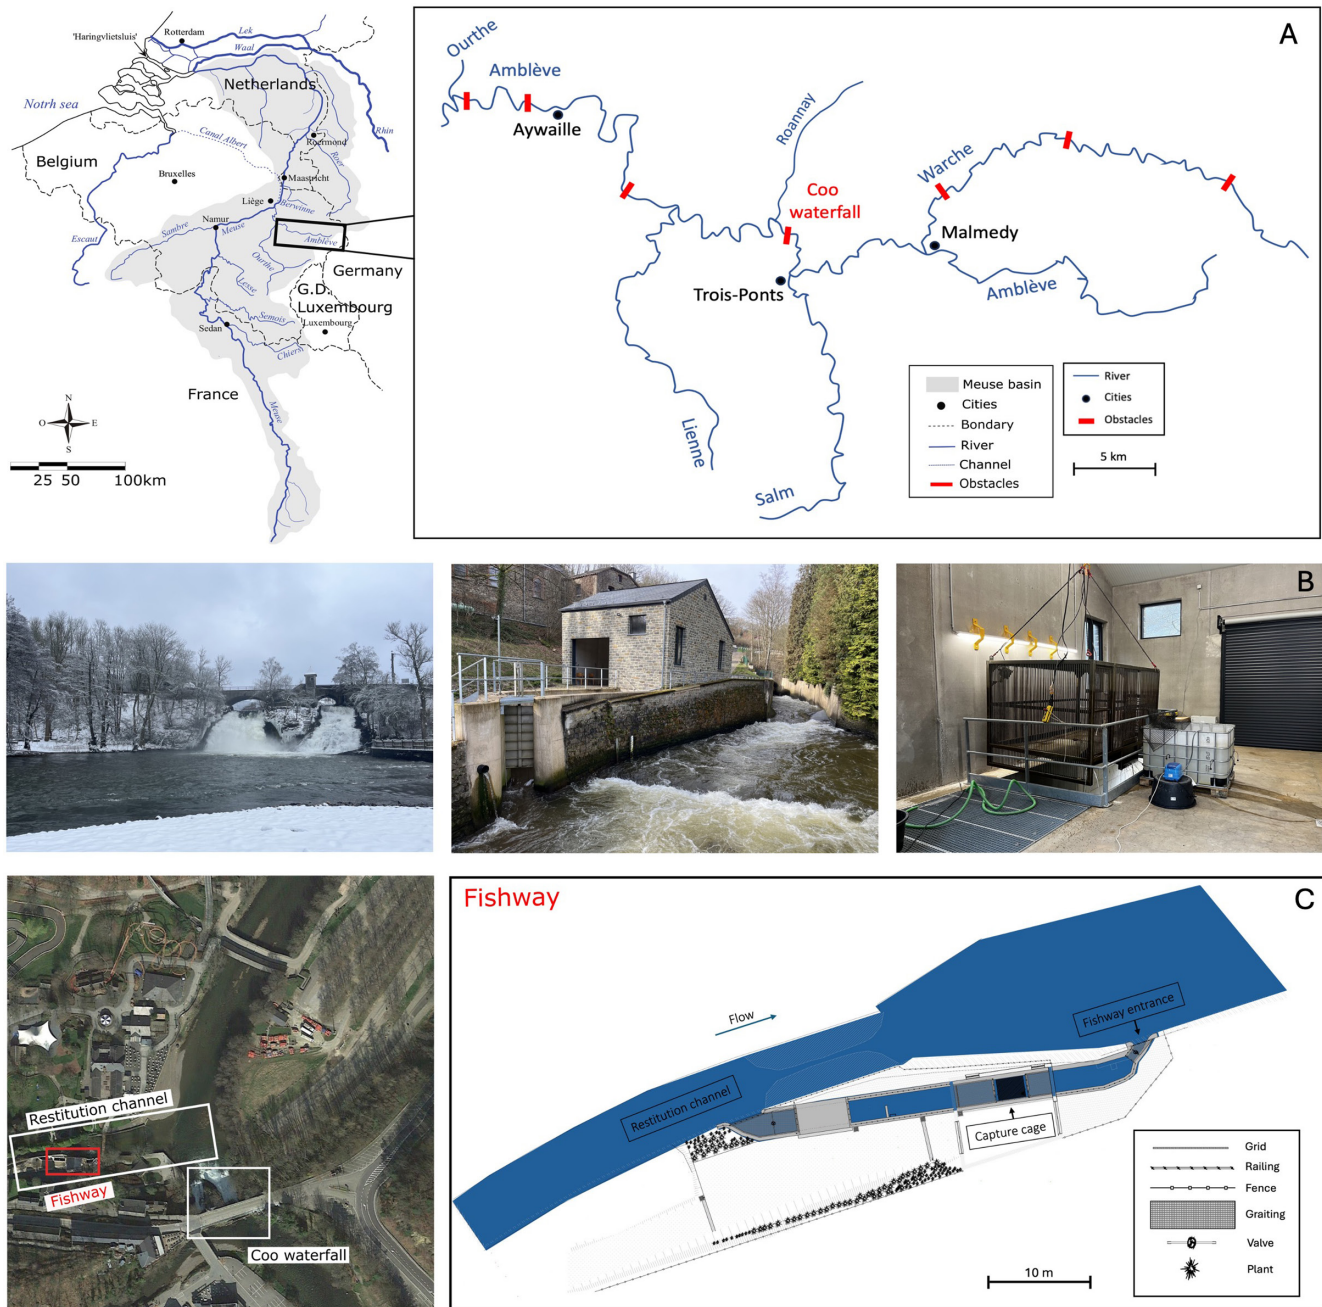 'Haringvlietsluis'
Rotterdam
Lek
Waal
Netherlands
Notrh sea
Rhin
Roermond
Roer
Canal Albert
Belgium
Bruxelles
Maastricht
Liège
Berwinne
Namur
Sambre
Meuse
Amblève
Escaut
Ourthe
Germany
Lesse
G.D.
Luxembourg
Semois
Luxembourg
Sedan
Chiers
France
Meuse
N
O
E
S
25 50 100km
A
Ourthe
Amblève
Aywaille
Roannay
Warche
Coo
waterfall
Malmedy
Trois-Ponts
Amblève
Lienne
Salm
Meuse basin
Cities
Bondary
River
Channel
Obstacles
River
Cities
Obstacles
5 km
B
Restitution channel
Fishway
Coo waterfall
Fishway
C
Flow
Fishway entrance
Restitution channel
Capture cage
Grid
Railing
Fence
Graiting
Valve
Plant
10 m